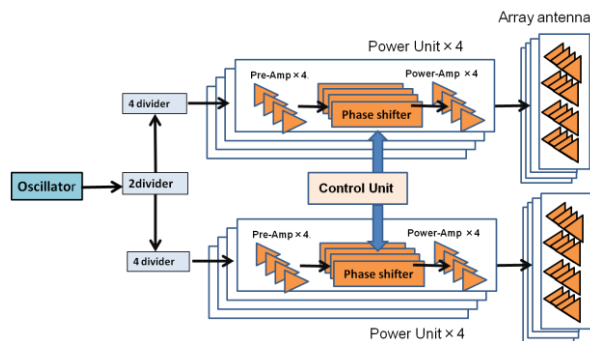 Array antenna
Power Unit × 4
Pre-Amp × 4.
Power-Amp × 4
4 divider
Phase shifter
Oscillator
2divider
Control Unit
Pre-Amp × 4.
Power-Amp × 4
4 divider
Phase shifter
Power Unit × 4